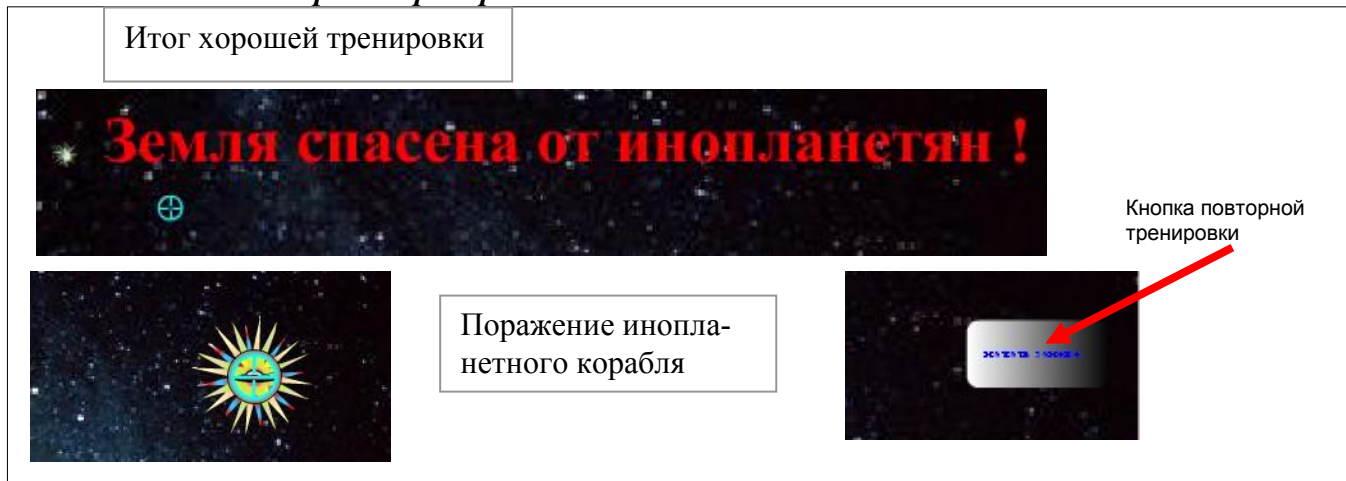 Итог хорошей тренировки
Земля спасена от инопланетян !
Кнопка повторной
тренировки
Поражение инопла-
нетного корабля